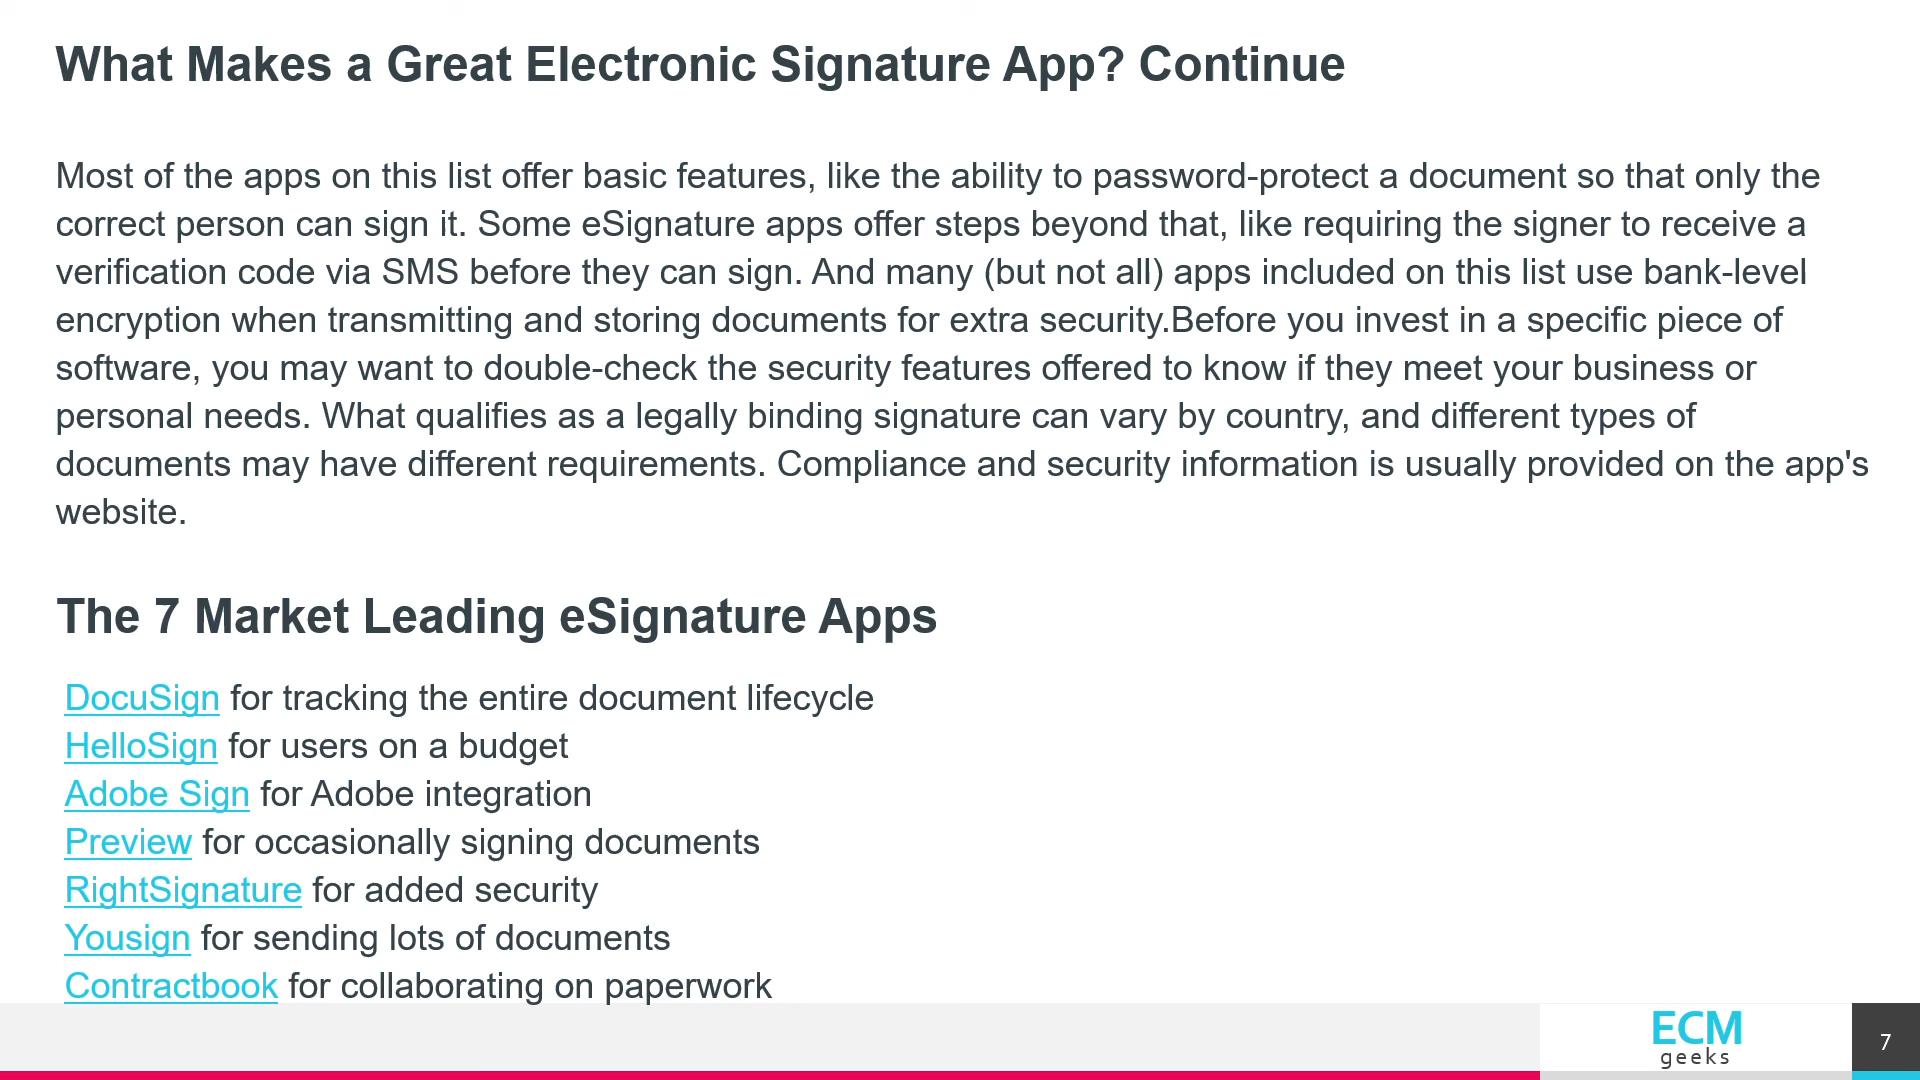 What Makes a Great Electronic Signature App? Continue
Most of the apps on this list offer basic features, like the ability to password-protect a document so that only the
correct person can sign it. Some eSignature apps offer steps beyond that, like requiring the signer to receive a
verification code via SMS before they can sign. And many (but not all) apps included on this list use bank-level
encryption when transmitting and storing documents for extra security.Before you invest in a specific piece of
software, you may want to double-check the security features offered to know if they meet your business or
personal needs. What qualifies as a legally binding signature can vary by country, and different types of
documents may have different requirements. Compliance and security information is usually provided on the app's
website.
The 7 Market Leading eSignature Apps
DocuSign for tracking the entire document lifecycle
HelloSign for users on a budget
Adobe Sign for Adobe integration
Preview for occasionally signing documents
RightSignature for added security
Yousign for sending lots of documents
Contractbook for collaborating on paperwork
ECM
geeks
7